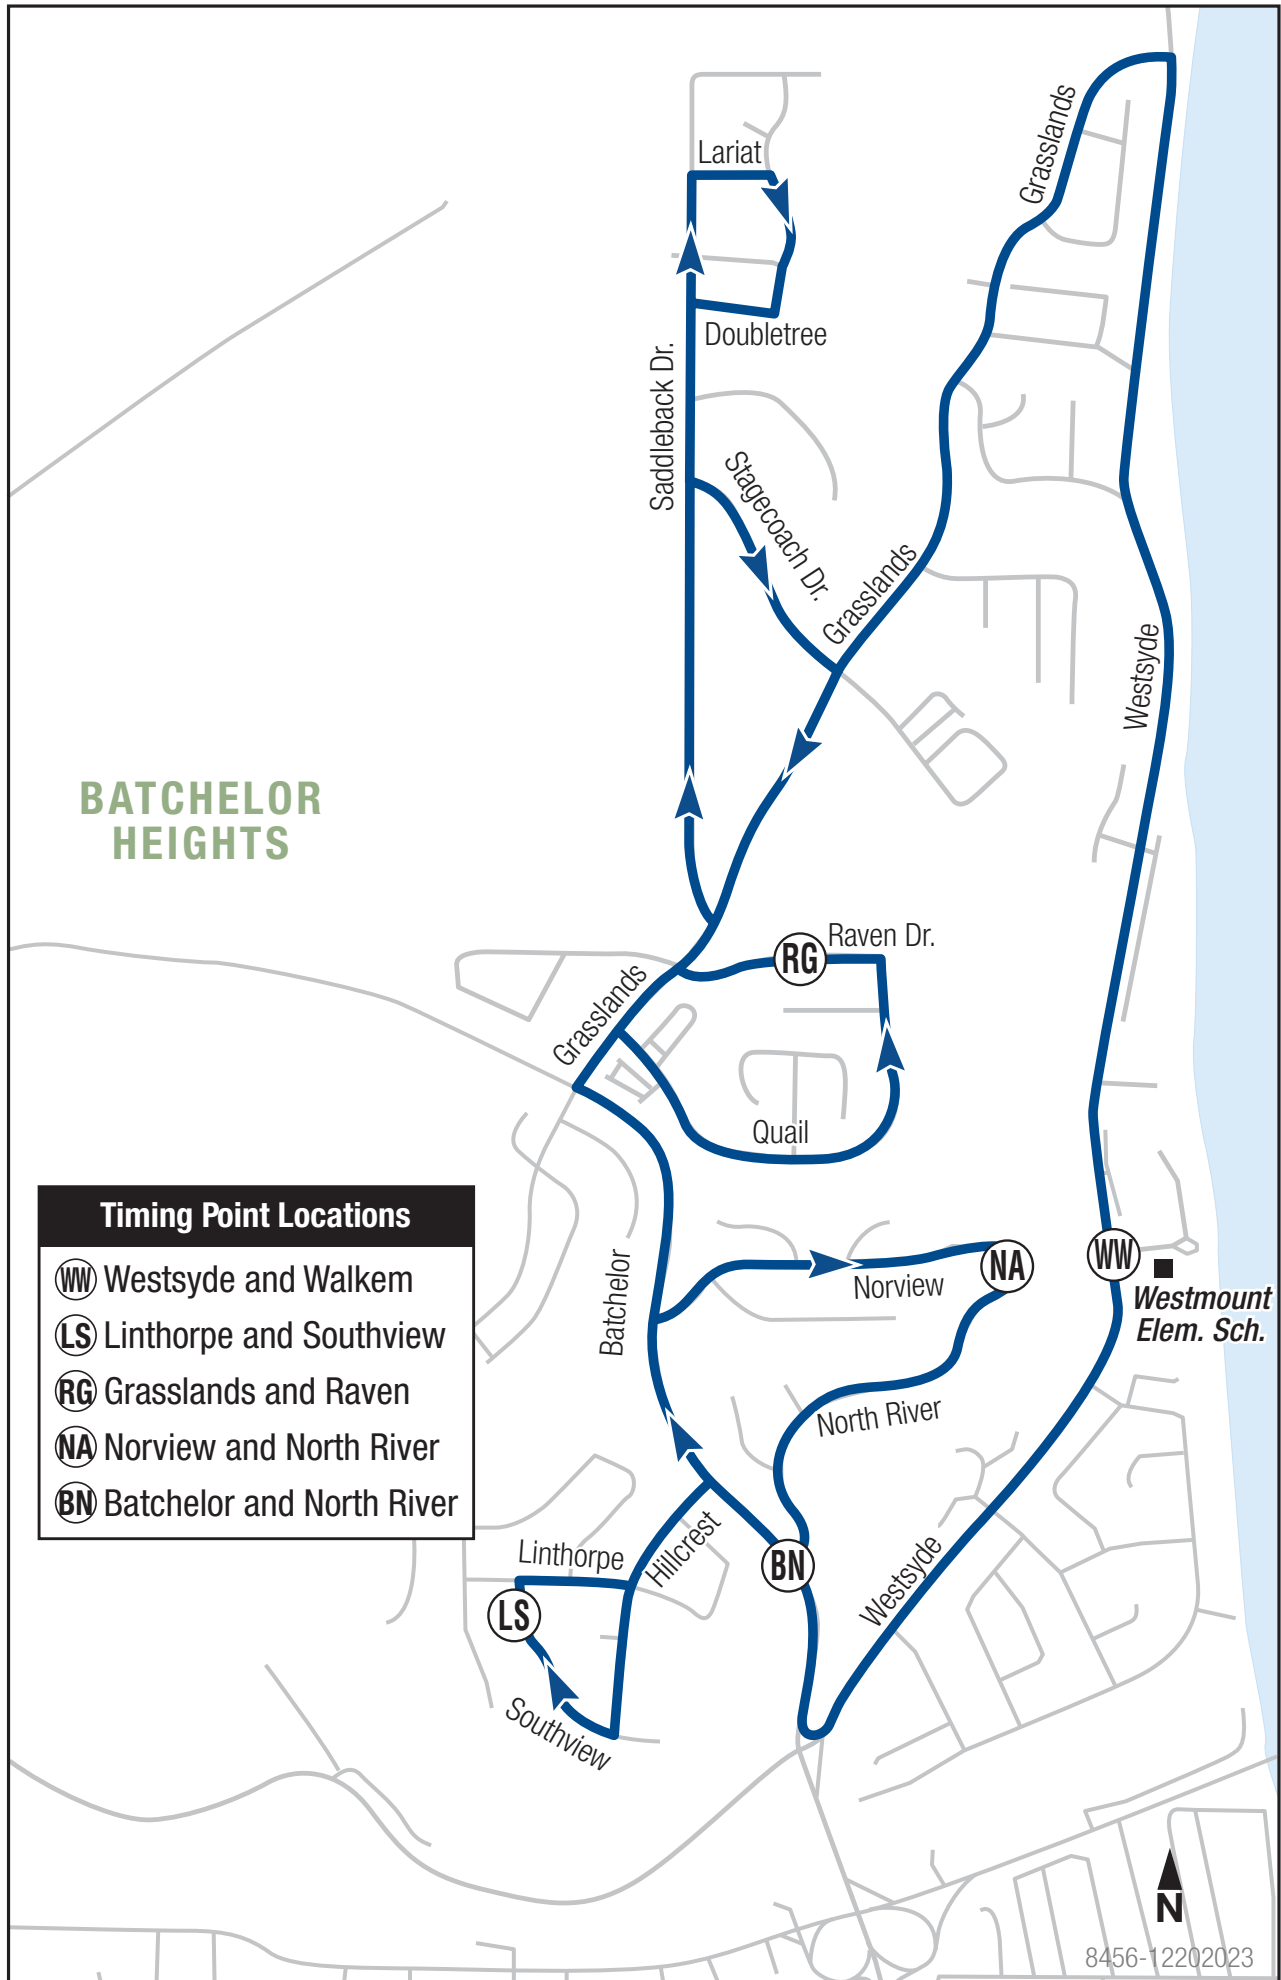 Grasslands
Lariat
Doubletree
Saddleback Dr.
Stagecoach Dr.
Grasslands
Westsyde
BATCHELOR
HEIGHTS
RG
Raven Dr.
Grasslands
Quail
Timing Point Locations
WW Westsyde and Walkem
LS Linthorpe and Southview
RG Grasslands and Raven
NA Norview and North River
BN Batchelor and North River
Batchelor
Norview
NA
WW
Westmount
Elem. Sch.
North River
Hillcrest
Linthorpe
LS
BN
Westsyde
Southview
N
8456-12202023